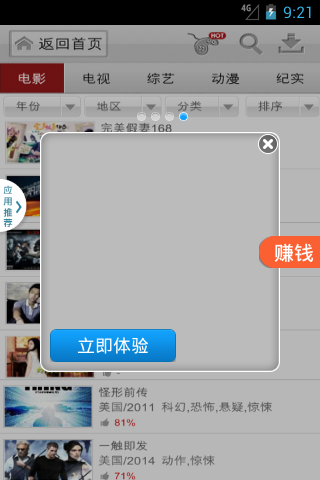 4G 9:21
返回首页 HOT
电影 电视 综艺 动漫 纪实
年份 地区 分类 排序
完美假妻168
应用推荐
赚钱
立即体验
怪形前传
美国/2011 科幻,恐怖,悬疑,惊悚
81%
一触即发
美国/2014 动作,惊悚
71%